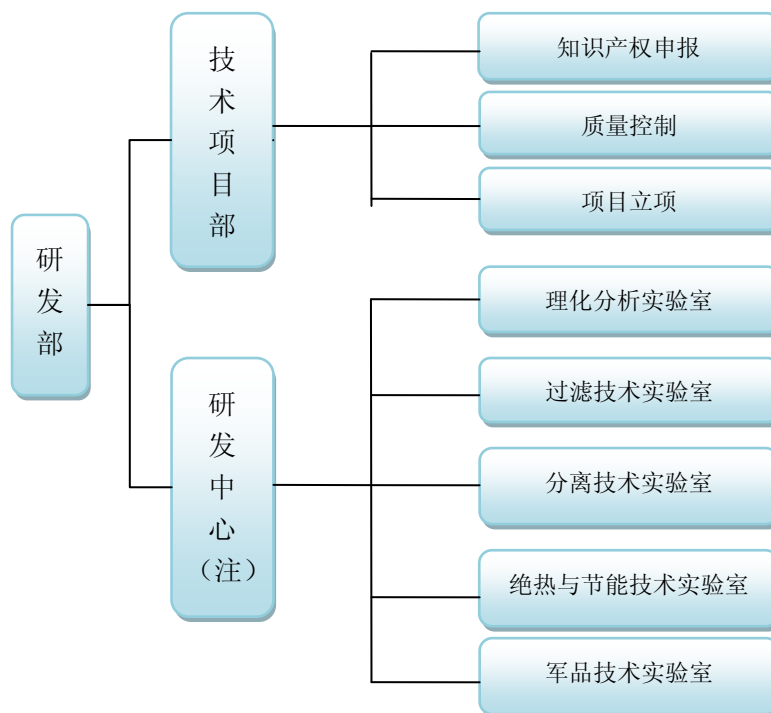 研发部
技术项目部
知识产权申报
质量控制
项目立项
研发中心
（注）
理化分析实验室
过滤技术实验室
分离技术实验室
绝热与节能技术实验室
军品技术实验室